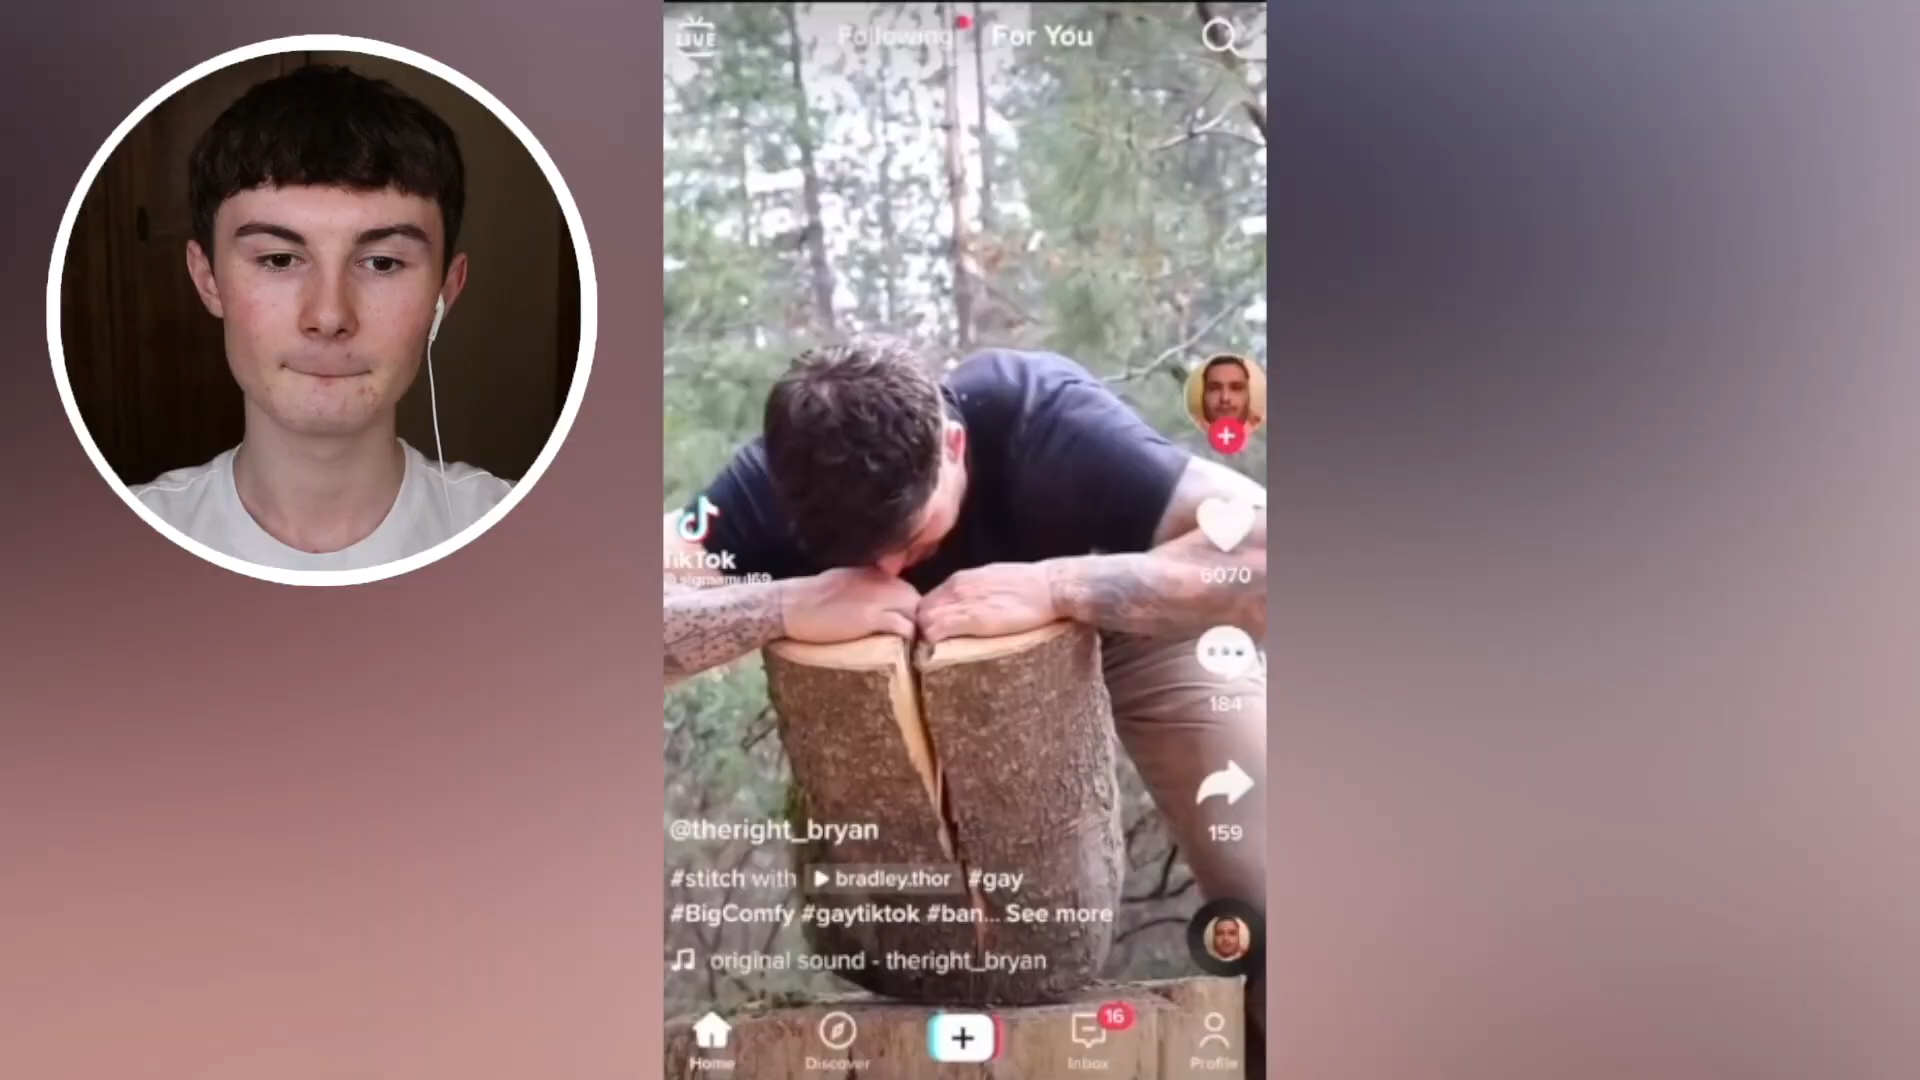 LIVE
Following
For You
TikTok
6070
184
159
@theright_bryan
#stitch with ▶ bradley.thor #gay
#BigComfy #gaytiktok #ban... See more
original sound - theright_bryan
16
Home
Discover
Inbox
Profile